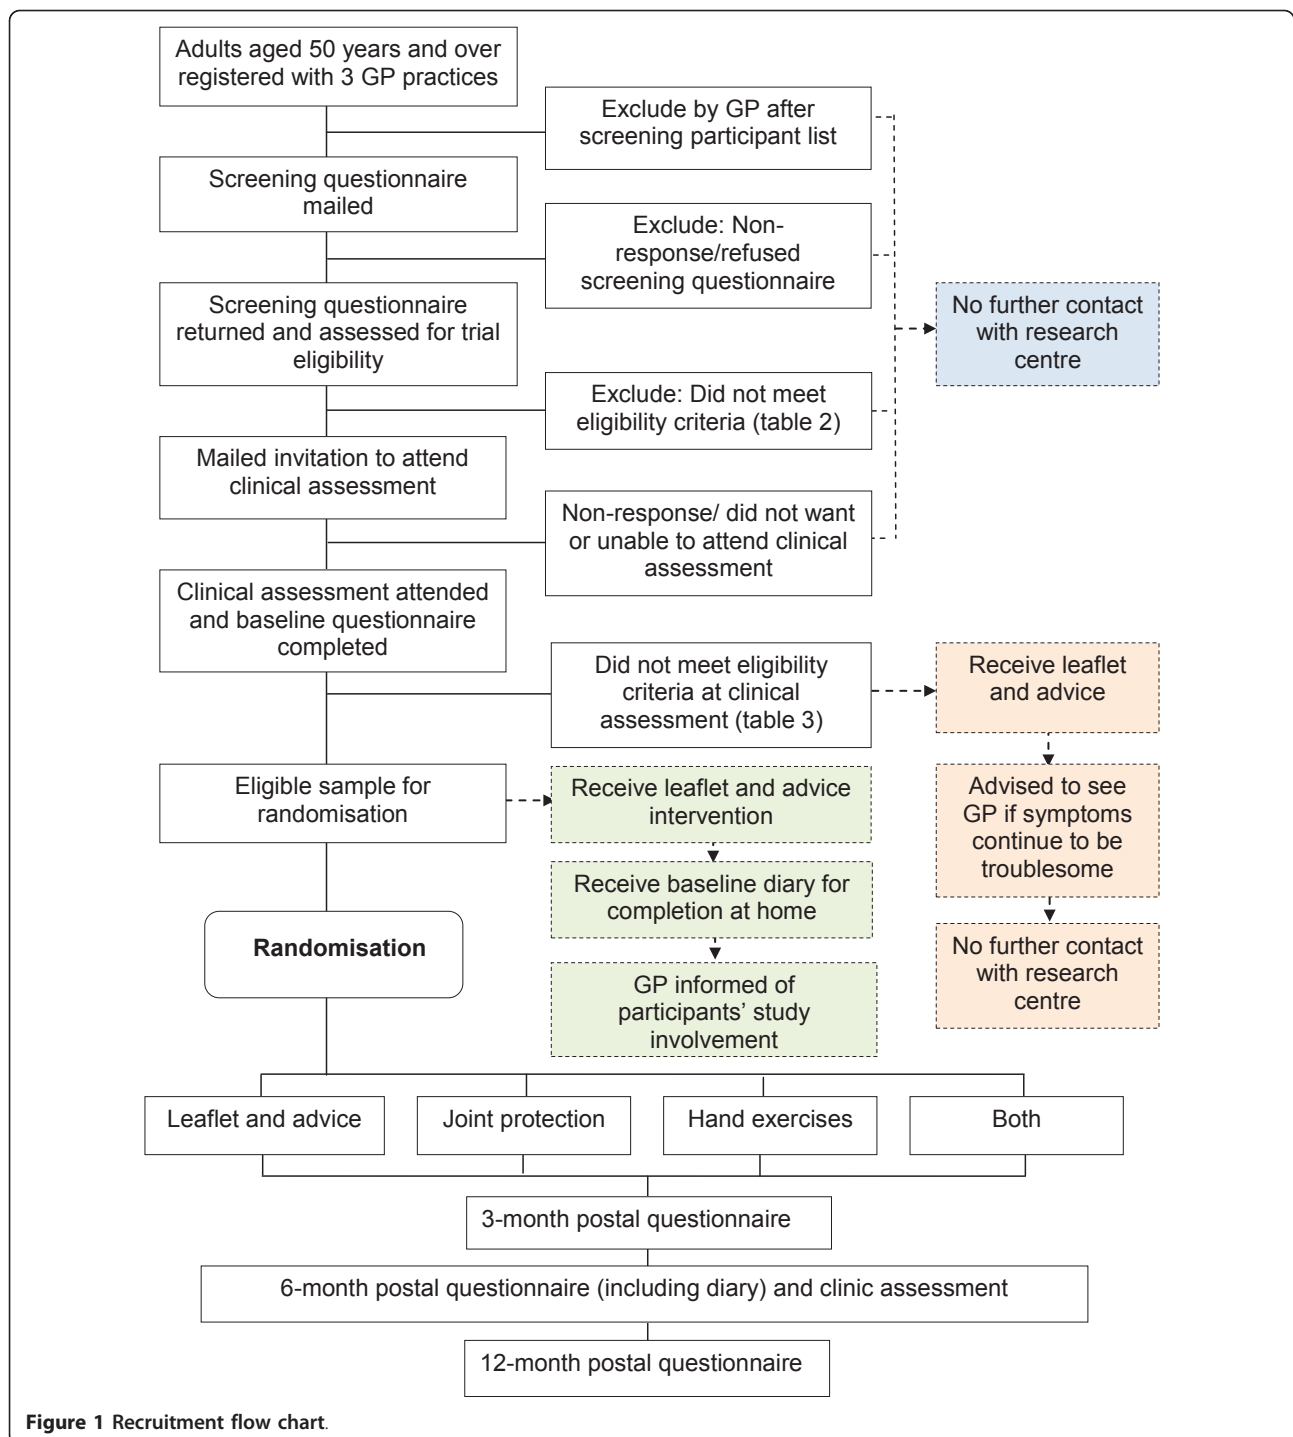 Adults aged 50 years and over
registered with 3 GP practices
Exclude by GP after
screening participant list
Screening questionnaire
mailed
Exclude: Non-
response/refused
screening questionnaire
Screening questionnaire
returned and assessed for trial
eligibility
No further contact
with research
centre
Exclude: Did not meet
eligibility criteria (table 2)
Mailed invitation to attend
clinical assessment
Non-response/ did not want
or unable to attend clinical
assessment
Clinical assessment attended
and baseline questionnaire
completed
Did not meet eligibility
criteria at clinical
assessment (table 3)
Receive leaflet
and advice
Eligible sample for
randomisation
Receive leaflet and advice
intervention
Advised to see
GP if symptoms
continue to be
troublesome
Receive baseline diary for
completion at home
Randomisation
GP informed of
participants’ study
involvement
No further contact
with research
centre
Leaflet and advice
Joint protection
Hand exercises
Both
3-month postal questionnaire
6-month postal questionnaire (including diary) and clinic assessment
12-month postal questionnaire
Figure 1 Recruitment flow chart.